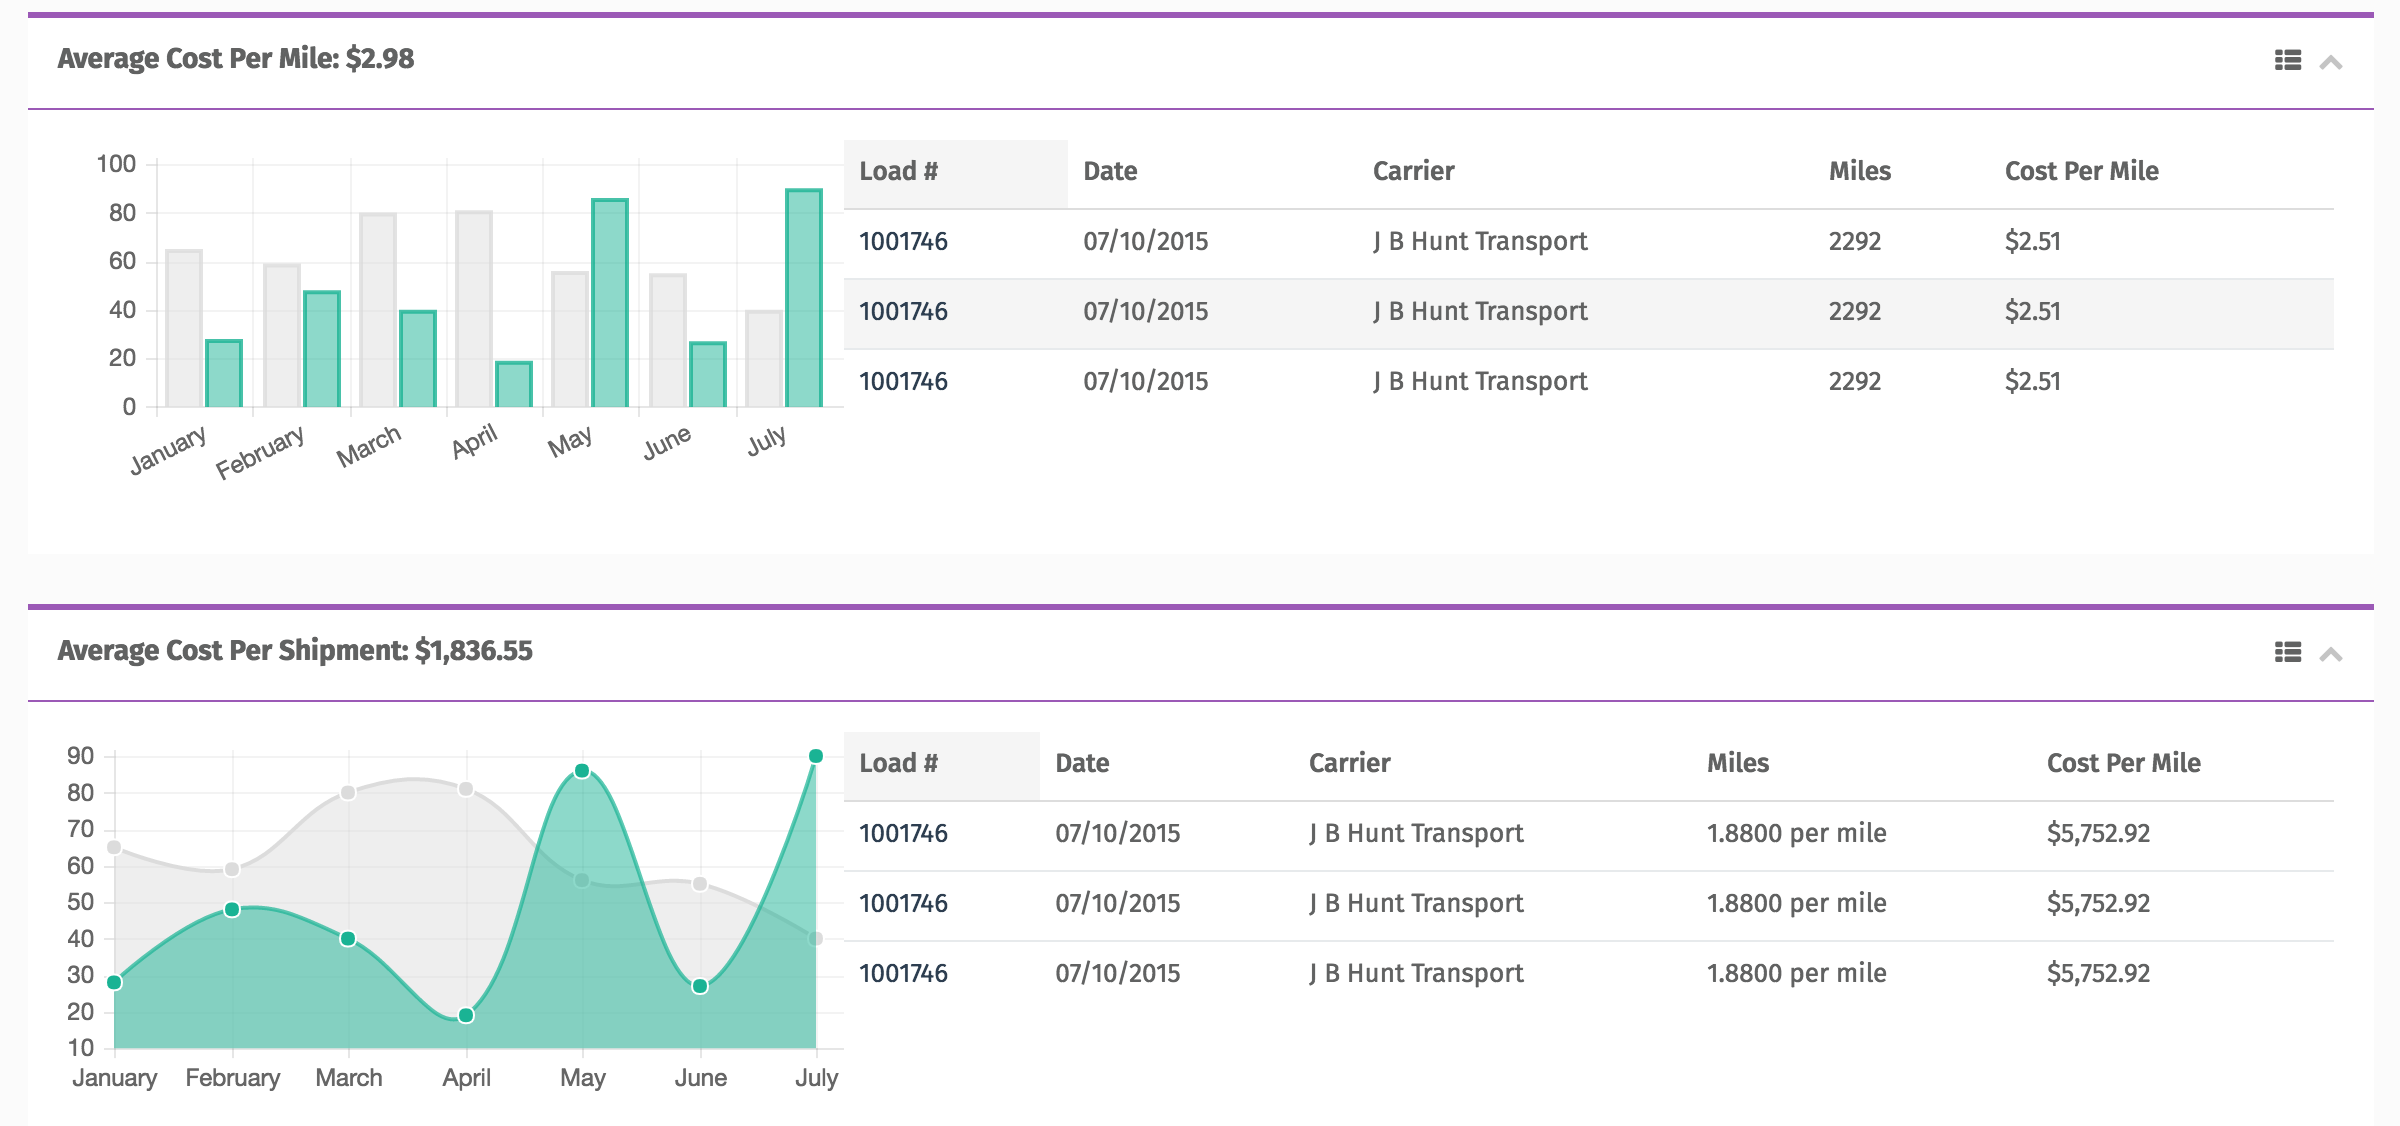 Average Cost Per Mile: $2.98
100
80
60
40
20
0
January February March April May June July
Load # Date Carrier Miles Cost Per Mile
1001746 07/10/2015 J B Hunt Transport 2292 $2.51
1001746 07/10/2015 J B Hunt Transport 2292 $2.51
1001746 07/10/2015 J B Hunt Transport 2292 $2.51
Average Cost Per Shipment: $1,836.55
90
80
70
60
50
40
30
20
10
January February March April May June July
Load # Date Carrier Miles Cost Per Mile
1001746 07/10/2015 J B Hunt Transport 1.8800 per mile $5,752.92
1001746 07/10/2015 J B Hunt Transport 1.8800 per mile $5,752.92
1001746 07/10/2015 J B Hunt Transport 1.8800 per mile $5,752.92